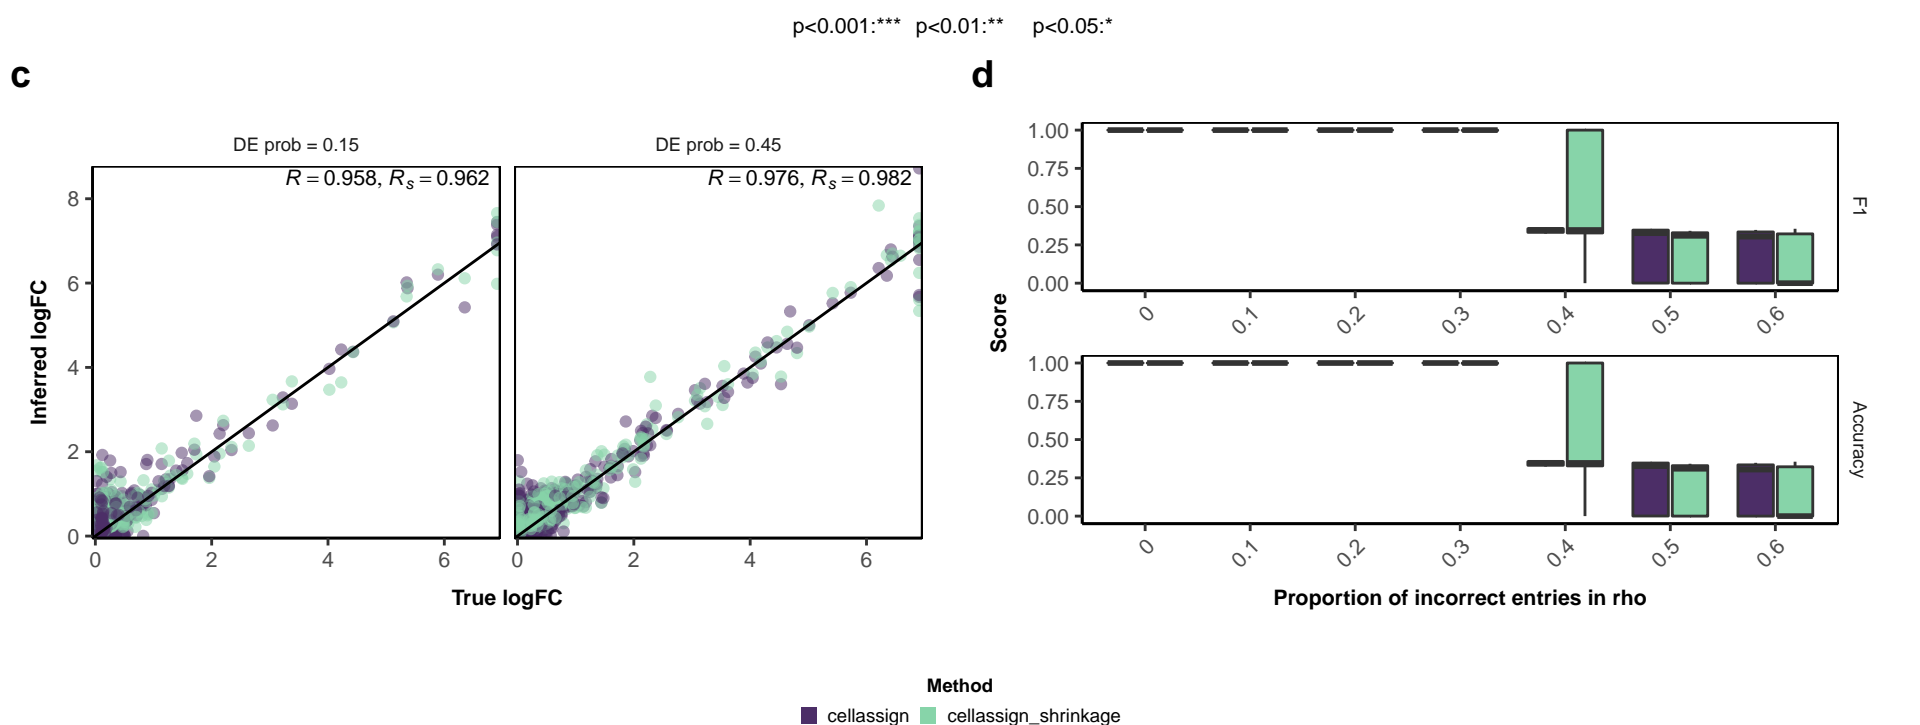 p<0.001:*** p<0.01:** p<0.05:*
c
DE prob = 0.15
DE prob = 0.45
R = 0.958, Rs = 0.962
R = 0.976, Rs = 0.982
8
6
4
2
0
Inferred logFC
0 2 4 6
0 2 4 6
True logFC
d
1.00
0.75
0.50
0.25
0.00
F1
0 0.1 0.2 0.3 0.4 0.5 0.6
Score
1.00
0.75
0.50
0.25
0.00
Accuracy
0 0.1 0.2 0.3 0.4 0.5 0.6
Proportion of incorrect entries in rho
Method
cellassign cellassign_shrinkage